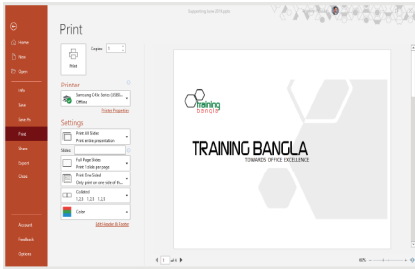 Print
Home
New
Open
Info
Save
Save As
Print
Share
Export
Close
Account
Feedback
Options
Copies: 1
Print
Printer
Offline
Printer Properties
Settings
Print All Slides
Print entire presentation
Slides:
Full Page Slides
Print 1 slide per page
Print One Sided
Only print on one side of th...
Collated
1,2,3 1,2,3 1,2,3
Color
Edit Header & Footer
Training
bangla
TRAINING BANGLA
TOWARDS OFFICE EXCELLENCE
1